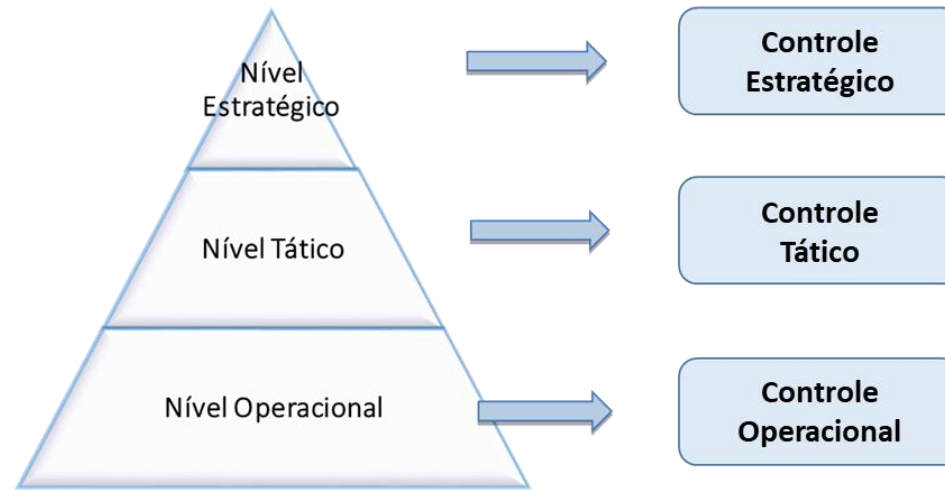 Nível
Estratégico
Controle
Estratégico
Nível Tático
Controle
Tático
Nível Operacional
Controle
Operacional